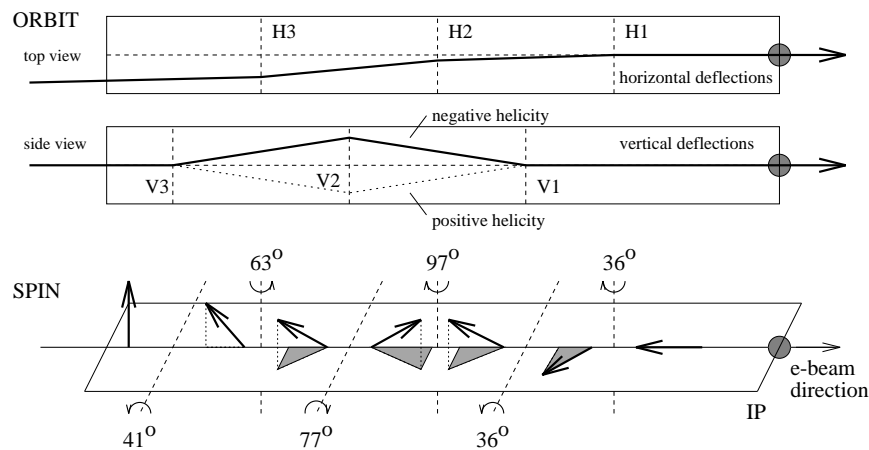 ORBIT
H3 H2 H1
top view
horizontal deflections
negative helicity
side view
vertical deflections
V3 V2 V1
positive helicity
63° 97° 36°
SPIN
e-beam
direction
IP
41° 77° 36°